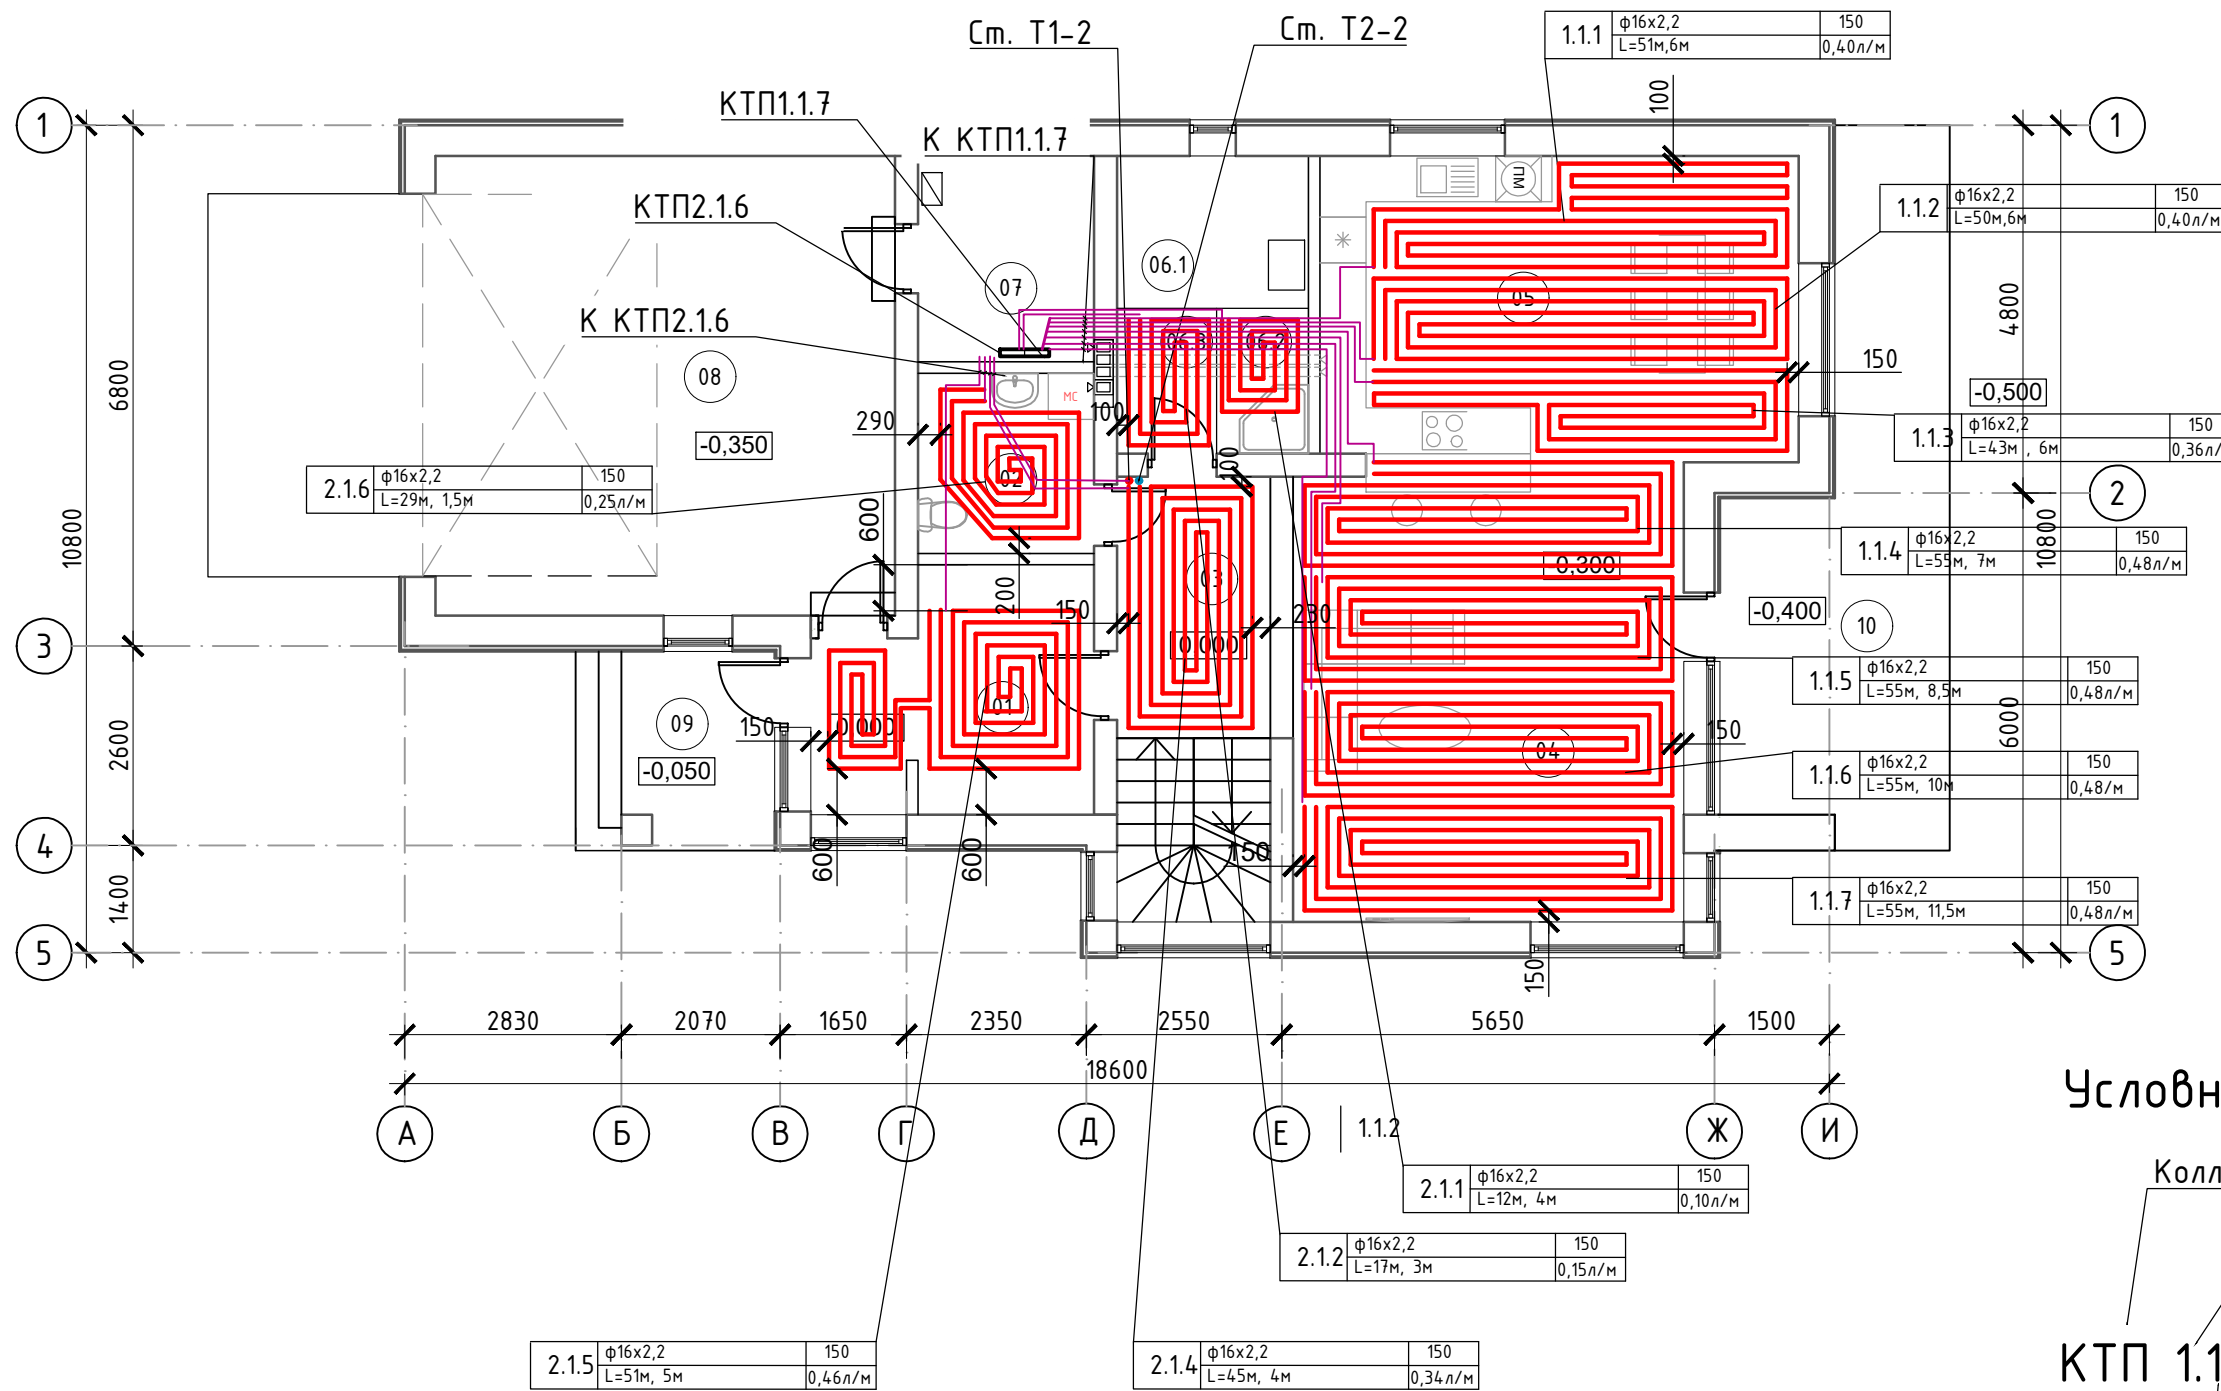 Ст. Т1-2
Ст. Т2-2
1.1.1
ф16х2,2
150
L=51м,6м
0,40л/м
КТП1.1.7
К КТП1.1.7
КТП2.1.6
К КТП2.1.6
100
1
1
1.1.2
ф16х2,2
150
L=50м,6м
0,40л/м
ПМ
06.1
07
05
06.3
06.2
08
МС
290
100
150
-0,350
-0,500
4800
6800
10800
1.1.3
ф16х2,2
150
L=43м , 6м
0,36л/
2.1.6
ф16х2,2
150
L=29м, 1,5м
0,25л/м
02
100
2
600
1.1.4
ф16х2,2
150
L=55м, 7м
0,48л/м
10800
0,300
03
200
150
230
0,000
-0,400
10
3
1.1.5
ф16х2,2
150
L=55м, 8,5м
0,48л/м
01
09
150
0,000
-0,050
150
04
2600
6000
1.1.6
ф16х2,2
150
L=55м, 10м
0,48/м
4
600
600
150
1400
1.1.7
ф16х2,2
150
L=55м, 11,5м
0,48л/м
5
5
150
2830
2070
1650
2350
2550
5650
1500
18600
Условн
А
Б
В
Г
Д
Е
1.1.2
Ж
И
Колл
2.1.1
ф16х2,2
150
L=12м, 4м
0,10л/м
2.1.2
ф16х2,2
150
L=17м, 3м
0,15л/м
2.1.5
ф16х2,2
150
L=51м, 5м
0,46л/м
2.1.4
ф16х2,2
150
L=45м, 4м
0,34л/м
КТП 1.1